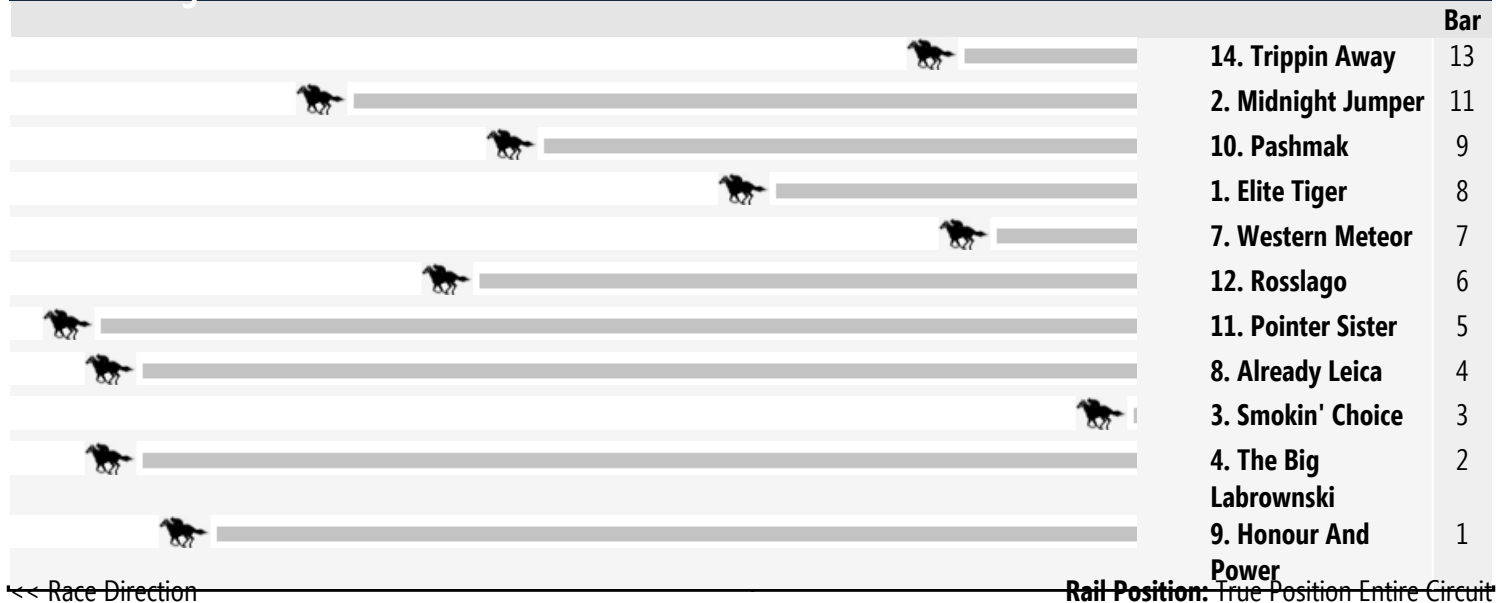 Bar
14. Trippin Away 13
2. Midnight Jumper 11
10. Pashmak 9
1. Elite Tiger 8
7. Western Meteor 7
12. Rosslago 6
11. Pointer Sister 5
8. Already Leica 4
3. Smokin' Choice 3
4. The Big 2
Labrownski
9. Honour And 1
Power
<< Race Direction Rail Position: True Position Entire Circuit